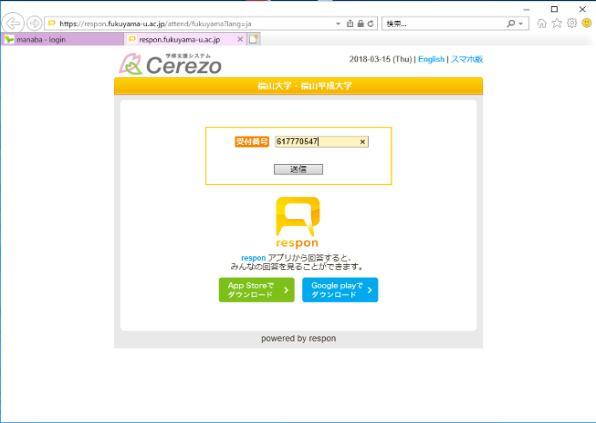 https://respon.fukuyama-u.ac.jp/attend/fukuyama?lang=ja
検索...
manaba - login
respon.fukuyama-u.ac.jp
学修支援システム
Cerezo
2018-03-15 (Thu) | English | スマホ版
福山大学・福山平成大学
受付番号 617770547
送信
respon
respon アプリから回答すると、
みんなの回答を見ることができます。
App Storeで
ダウンロード
Google playで
ダウンロード
powered by respon